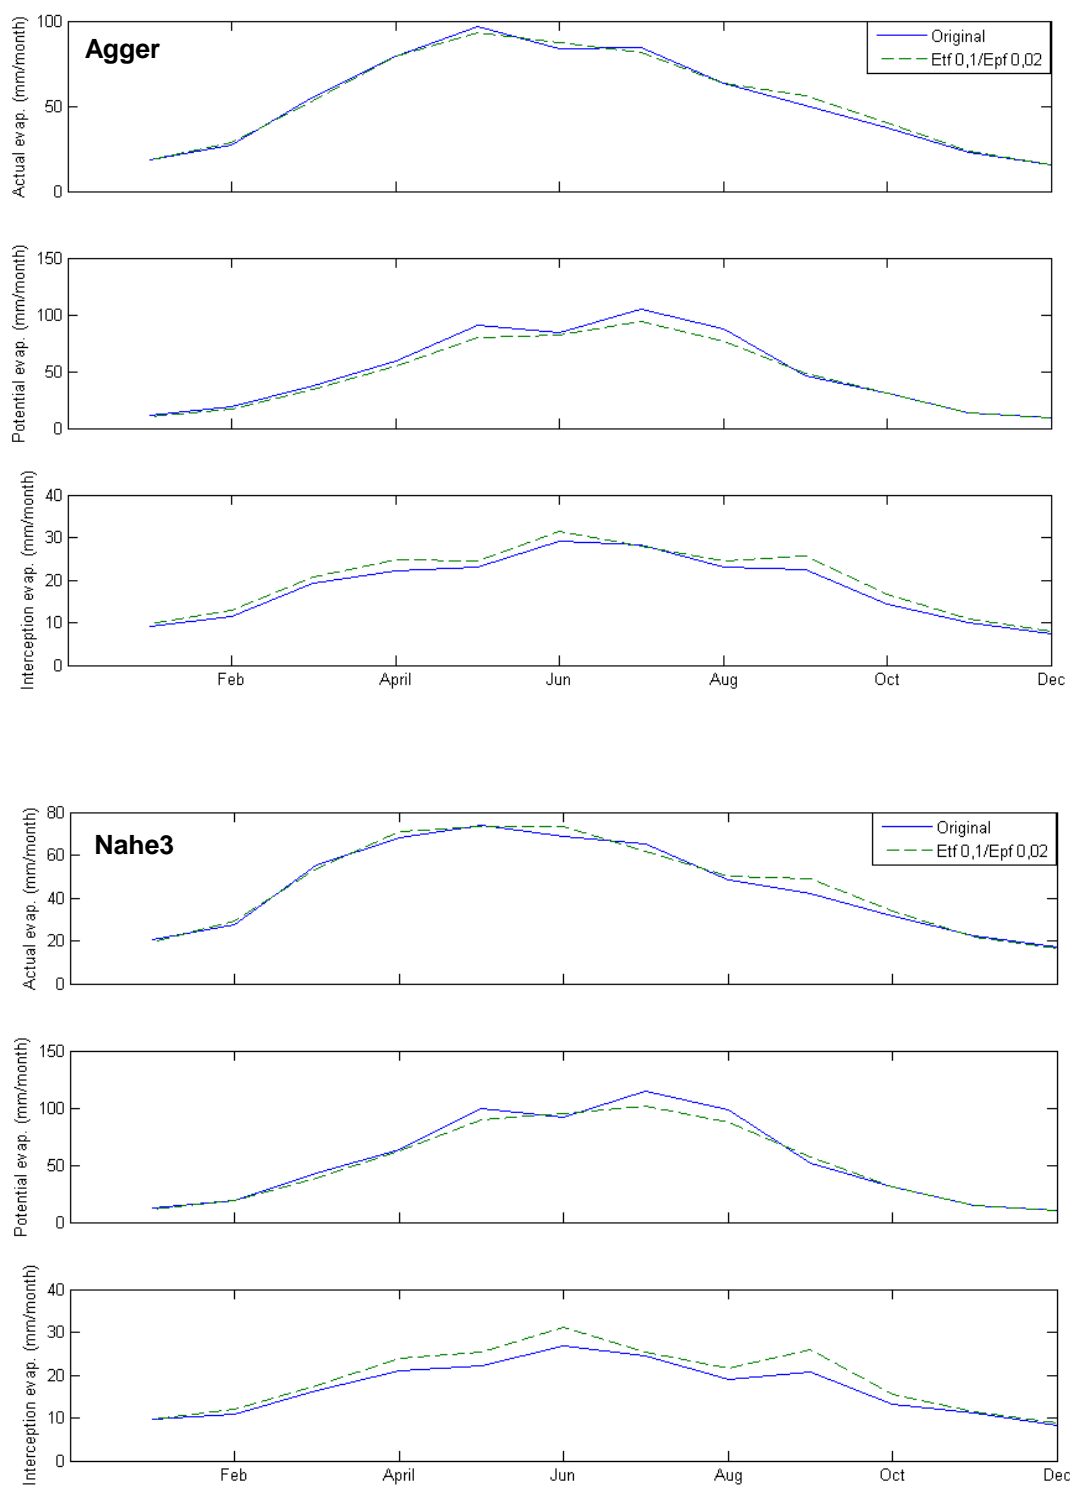 Agger
Original
Etf 0,1/Epf 0,02
Actual evap. (mm/month)
100
50
0
Potential evap. (mm/month)
150
100
50
0
Interception evap. (mm/month)
40
30
20
10
0
Feb April Jun Aug Oct Dec
Nahe3
Original
Etf 0,1/Epf 0,02
Actual evap. (mm/month)
80
60
40
20
0
Potential evap. (mm/month)
150
100
50
0
Interception evap. (mm/month)
40
30
20
10
0
Feb April Jun Aug Oct Dec